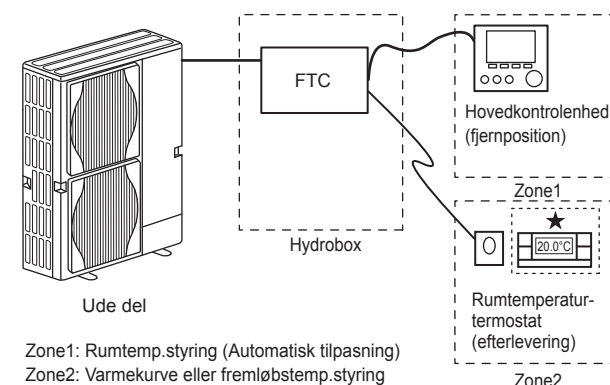 FTC
Hovedkontrolenhed
(fjernposition)
Zone1
Hydrobox
20.0°C
Ude del
Rumtemperatur-
termostat
(efterlevering)
Zone1: Rumtemp.styring (Automatisk tilpasning)
Zone2: Varmekurve eller fremløbstemp.styring
Zone2